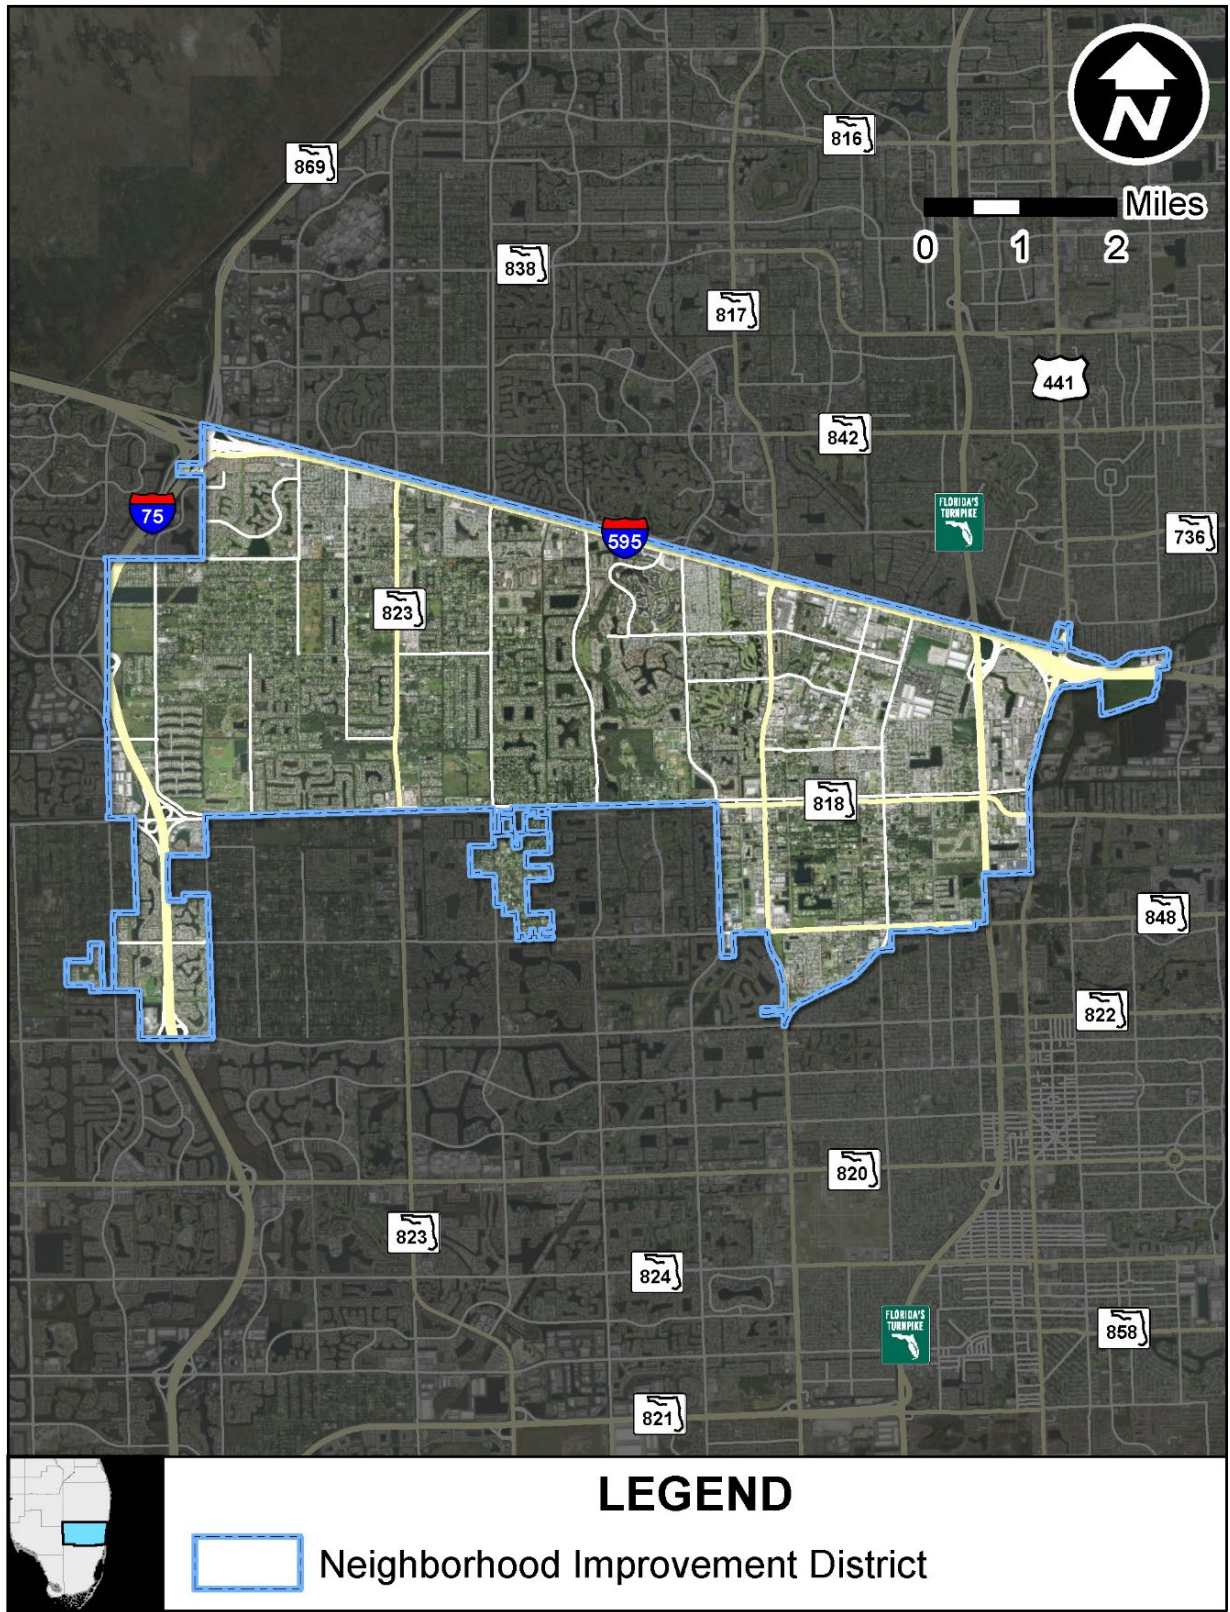 N
816
869
Miles
0 1 2
838
817
441
842
FLORIDA'S
TURNPIKE
75
595
736
823
818
848
822
820
823
824
FLORIDA'S
TURNPIKE
858
821
LEGEND
Neighborhood Improvement District